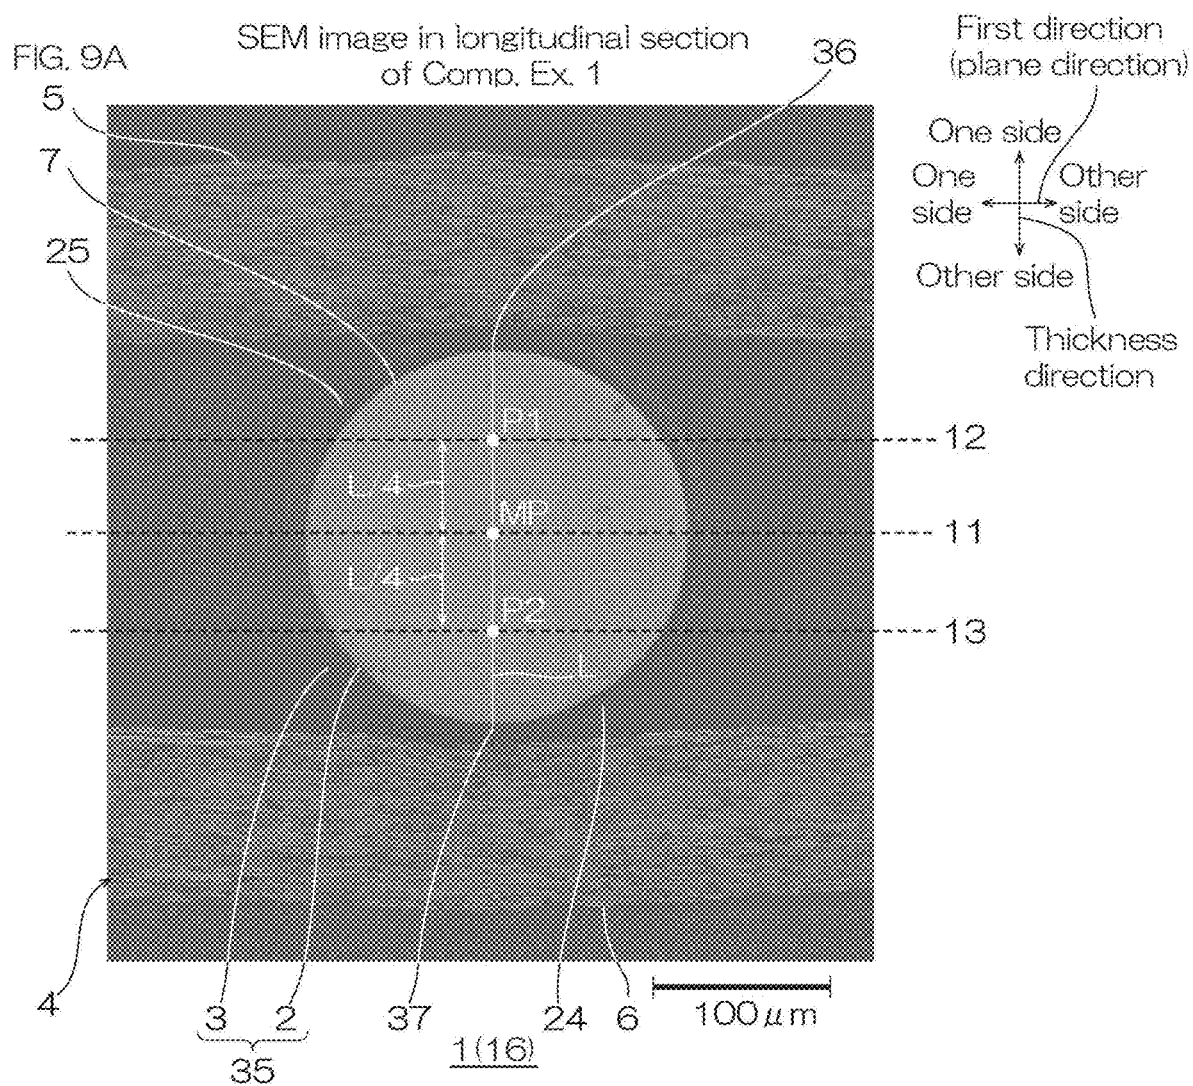 FIG. 9A
SEM image in longitudinal section
of Comp. Ex. 1
36
First direction
(plane direction)
5
7
25
One side
One
side
Other
side
Other side
Thickness
direction
P1
12
L/4
MP
11
L/4
P2
13
L
4
3
2
37
24
6
100μm
35
1(16)